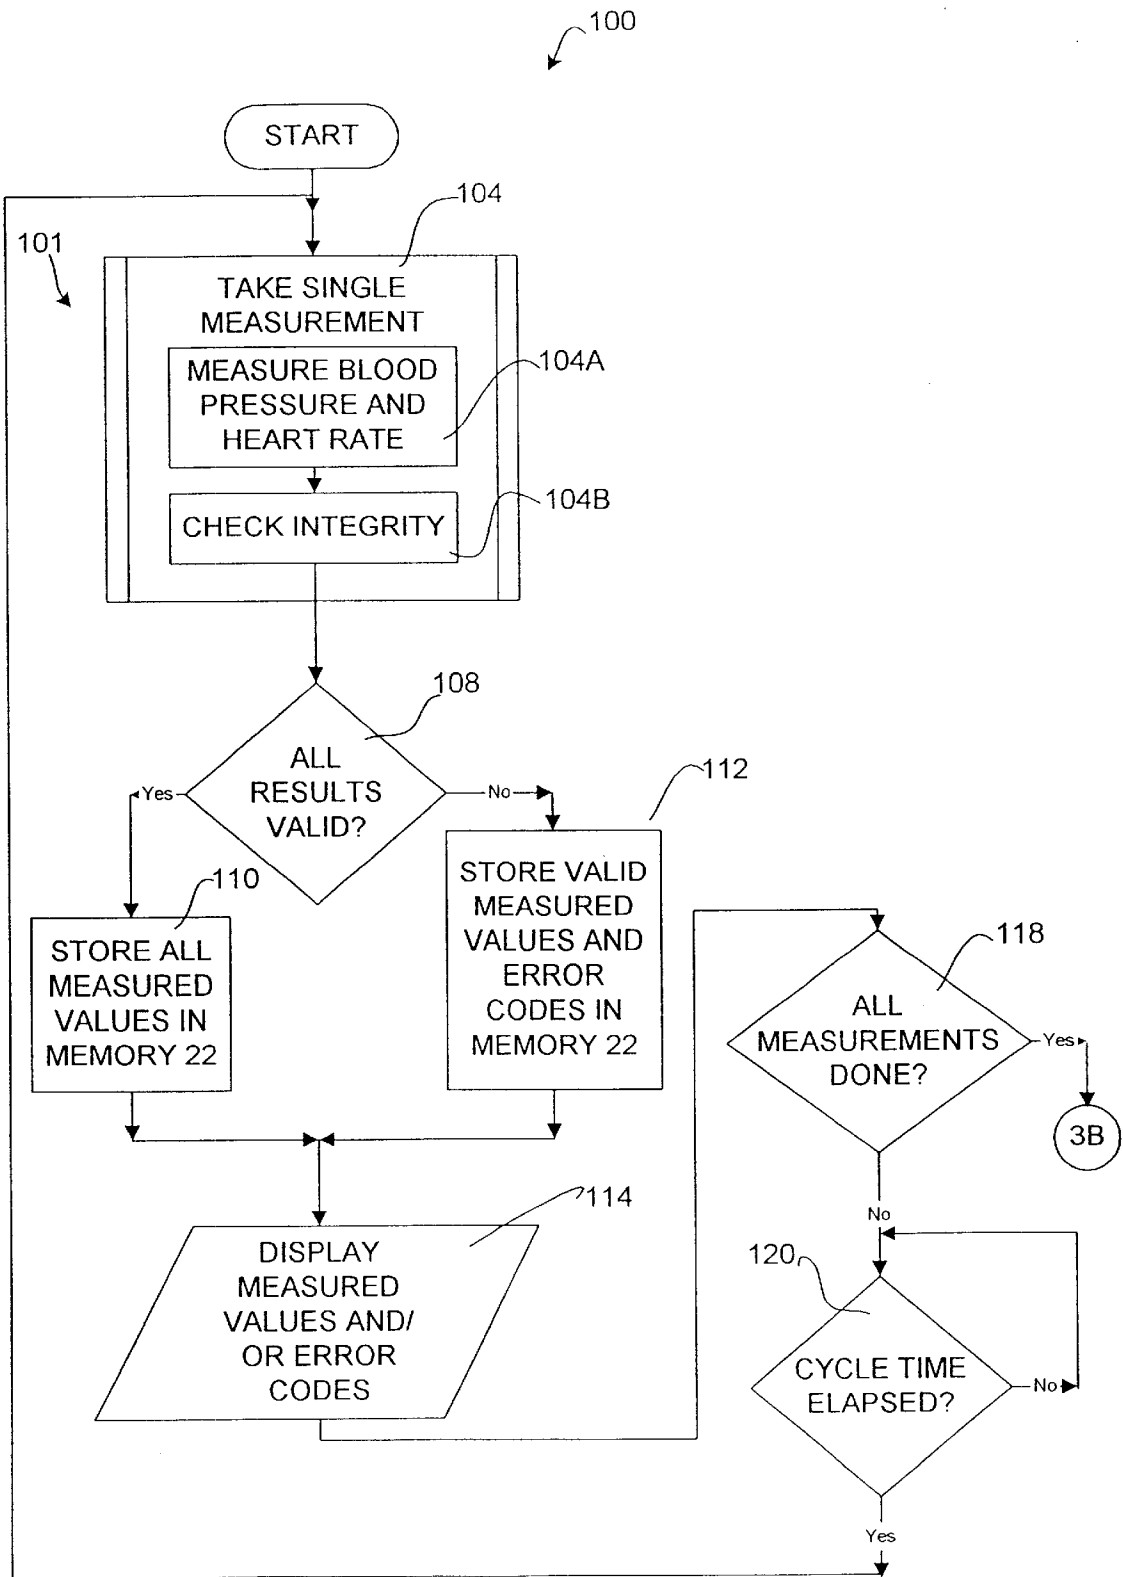 100
START
104
101
TAKE SINGLE
MEASUREMENT
MEASURE BLOOD
PRESSURE AND
HEART RATE
104A
CHECK INTEGRITY
104B
108
ALL
RESULTS
VALID?
Yes
No
112
110
STORE ALL
MEASURED
VALUES IN
MEMORY 22
STORE VALID
MEASURED
VALUES AND
ERROR
CODES IN
MEMORY 22
118
ALL
MEASUREMENTS
DONE?
Yes
3B
No
114
DISPLAY
MEASURED
VALUES AND/
OR ERROR
CODES
120
CYCLE TIME
ELAPSED?
No
Yes